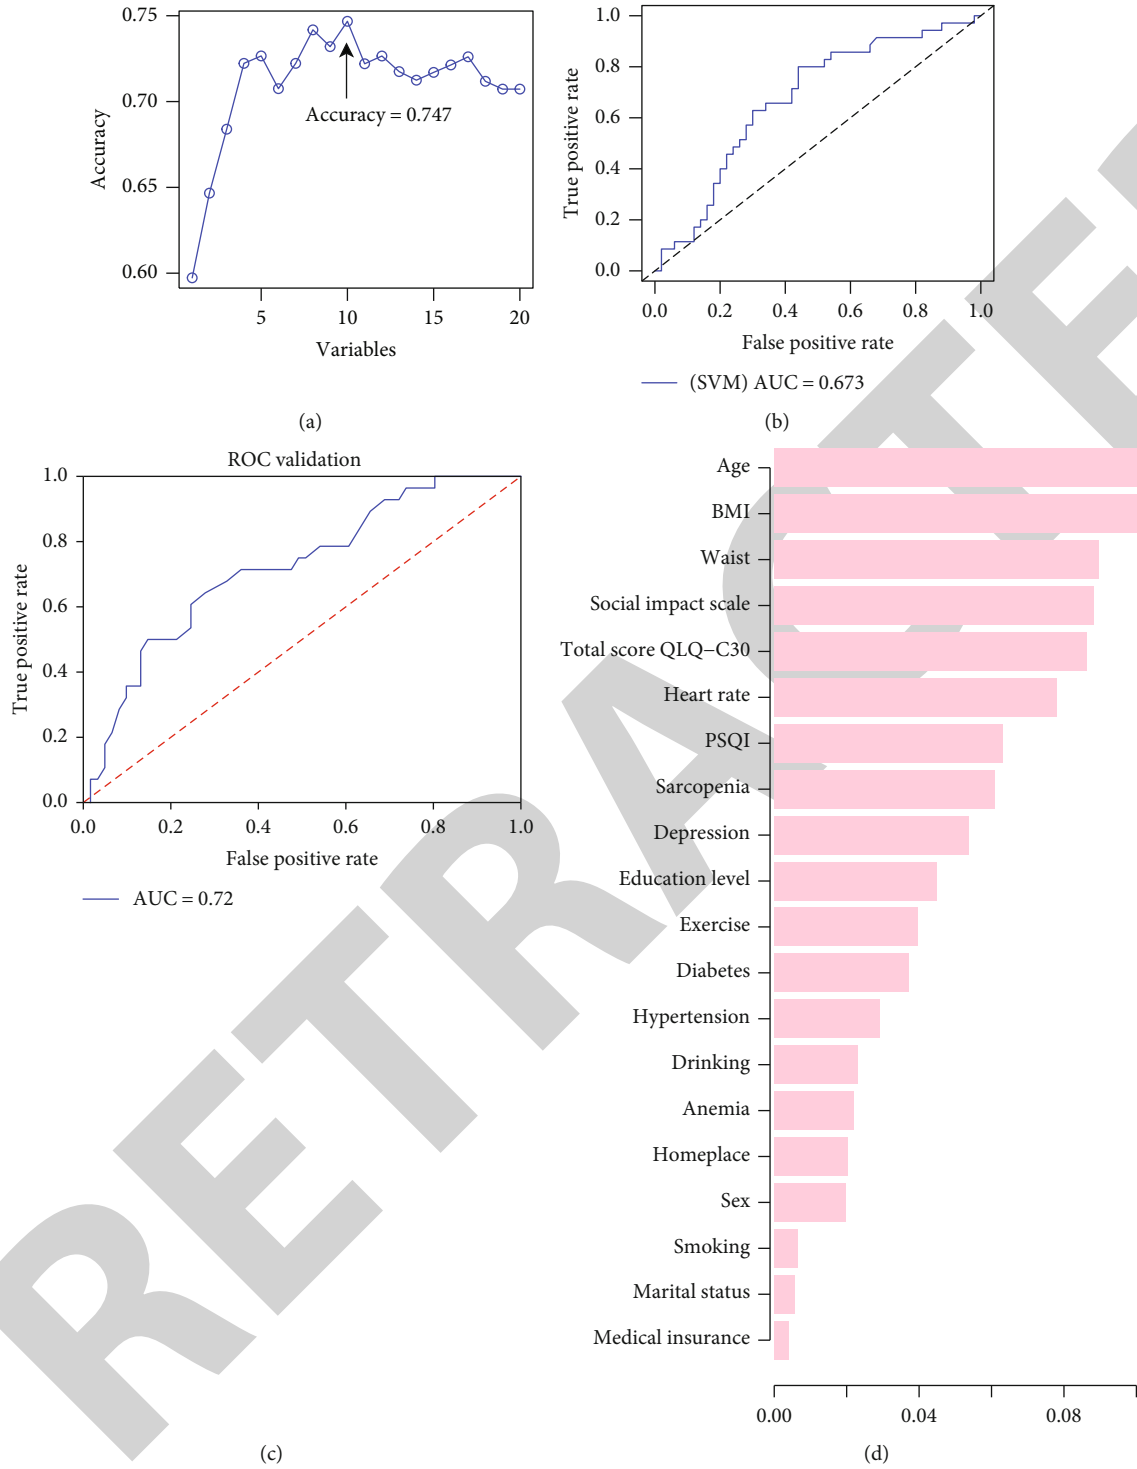 0.75
0.70
0.65
0.60
Accuracy
Accuracy = 0.747
5 10 15 20
Variables
(a)
1.0
0.8
0.6
0.4
0.2
0.0
True positive rate
0.0 0.2 0.4 0.6 0.8 1.0
False positive rate
(SVM) AUC = 0.673
(b)
ROC validation
1.0
0.8
0.6
0.4
0.2
0.0
True positive rate
0.0 0.2 0.4 0.6 0.8 1.0
False positive rate
AUC = 0.72
(c)
Age
BMI
Waist
Social impact scale
Total score QLQ−C30
Heart rate
PSQI
Sarcopenia
Depression
Education level
Exercise
Diabetes
Hypertension
Drinking
Anemia
Homeplace
Sex
Smoking
Marital status
Medical insurance
0.00 0.04 0.08
(d)
RETRACTE